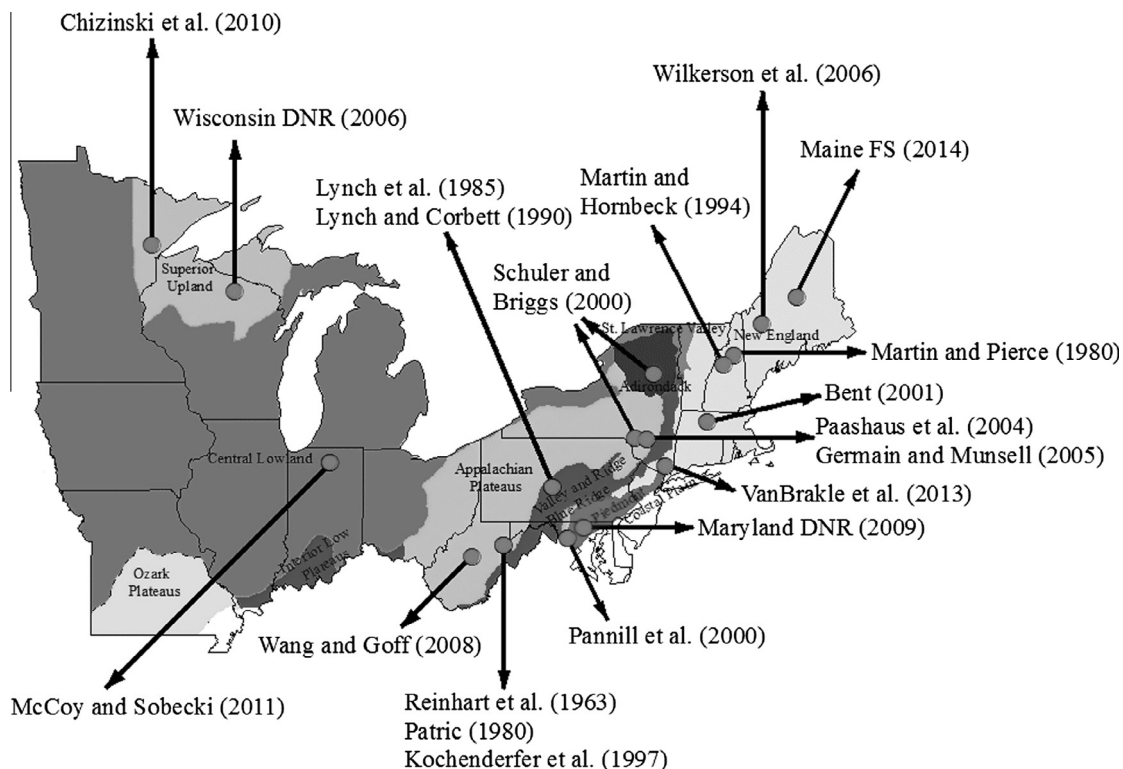 Chizinski et al. (2010)
Wisconsin DNR (2006)
Wilkerson et al. (2006)
Maine FS (2014)
Lynch et al. (1985)
Lynch and Corbett (1990)
Martin and
Hornbeck (1994)
Schuler and
Briggs (2000)
Superior
Upland
St. Lawrence Valley
New England
Adirondack
Martin and Pierce (1980)
Bent (2001)
Paashaus et al. (2004)
Germain and Munsell (2005)
VanBrakle et al. (2013)
Maryland DNR (2009)
Central Lowland
Appalachian
Plateaus
Valley and Ridge
Blue Ridge
Piedmont
Coastal Plain
Interior Low
Plateaus
Ozark
Plateaus
Wang and Goff (2008)
Pannill et al. (2000)
McCoy and Sobecki (2011)
Reinhart et al. (1963)
Patric (1980)
Kochenderfer et al. (1997)